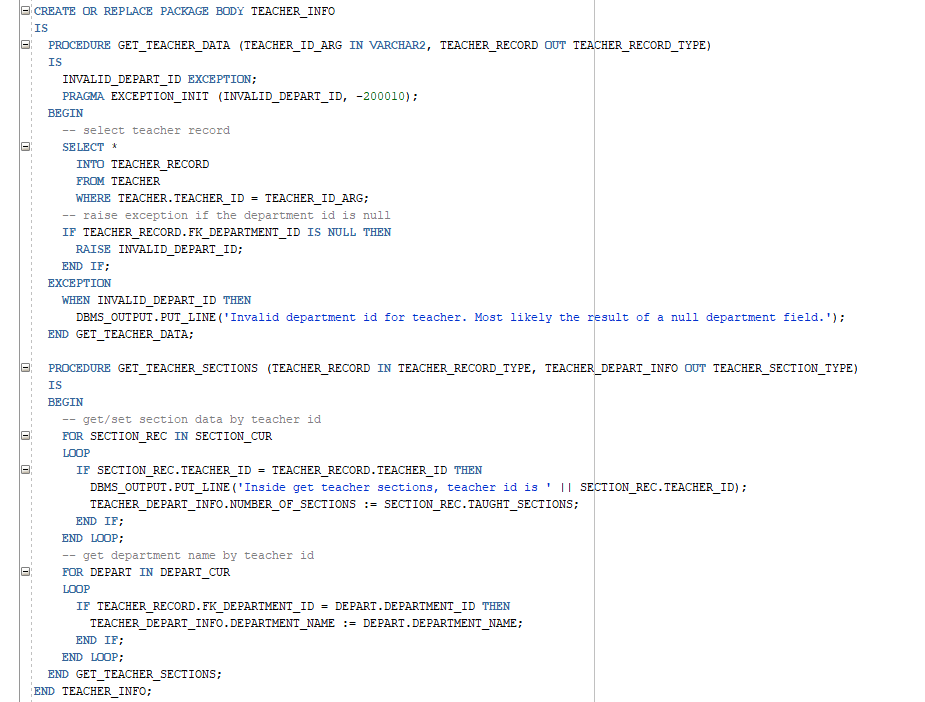 CREATE OR REPLACE PACKAGE BODY TEACHER_INFO
IS
PROCEDURE GET_TEACHER_DATA (TEACHER_ID_ARG IN VARCHAR2, TEACHER_RECORD OUT TEACHER_RECORD_TYPE)
IS
INVALID_DEPART_ID EXCEPTION;
PRAGMA EXCEPTION_INIT (INVALID_DEPART_ID, -200010);
BEGIN
-- select teacher record
SELECT *
INTO TEACHER_RECORD
FROM TEACHER
WHERE TEACHER.TEACHER_ID = TEACHER_ID_ARG;
-- raise exception if the department id is null
IF TEACHER_RECORD.FK_DEPARTMENT_ID IS NULL THEN
RAISE INVALID_DEPART_ID;
END IF;
EXCEPTION
WHEN INVALID_DEPART_ID THEN
DBMS_OUTPUT.PUT_LINE('Invalid department id for teacher. Most likely the result of a null department field.');
END GET_TEACHER_DATA;
PROCEDURE GET_TEACHER_SECTIONS (TEACHER_RECORD IN TEACHER_RECORD_TYPE, TEACHER_DEPART_INFO OUT TEACHER_SECTION_TYPE)
IS
BEGIN
-- get/set section data by teacher id
FOR SECTION_REC IN SECTION_CUR
LOOP
IF SECTION_REC.TEACHER_ID = TEACHER_RECORD.TEACHER_ID THEN
DBMS_OUTPUT.PUT_LINE('Inside get teacher sections, teacher id is ' || SECTION_REC.TEACHER_ID);
TEACHER_DEPART_INFO.NUMBER_OF_SECTIONS := SECTION_REC.TAUGHT_SECTIONS;
END IF;
END LOOP;
-- get department name by teacher id
FOR DEPART IN DEPART_CUR
LOOP
IF TEACHER_RECORD.FK_DEPARTMENT_ID = DEPART.DEPARTMENT_ID THEN
TEACHER_DEPART_INFO.DEPARTMENT_NAME := DEPART.DEPARTMENT_NAME;
END IF;
END LOOP;
END GET_TEACHER_SECTIONS;
END TEACHER_INFO;